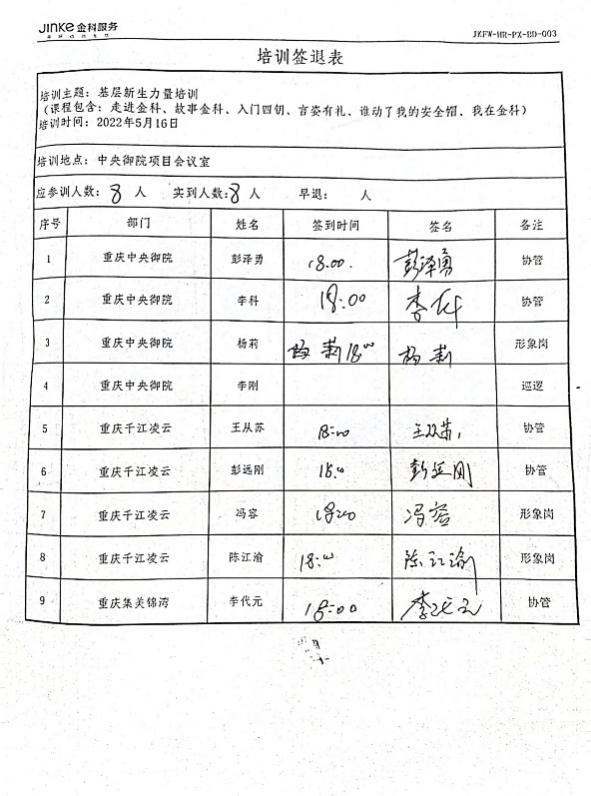 JINKE 金科服务
JKFW-HR-PX-BD-003
培训签退表
培训主题：基层新生力量培训
（课程包含：走进金科、故事金科、入门四钥、言姿有礼、谁动了我的安全帽、我在金科）
培训时间：2022年5月16日
培训地点：中央御院项目会议室
应参训人数：8 人 实到人数：8 人 早退： 人
序号 部门 姓名 签到时间 签名 备注
1 重庆中央御院 彭泽勇 18.00. 彭泽勇 协管
2 重庆中央御院 李科 18:00 李科 协管
3 重庆中央御院 杨莉 杨莉18:00 杨莉 形象岗
4 重庆中央御院 李刚 巡逻
5 重庆千江凌云 王从苏 18:00 王从苏 协管
6 重庆千江凌云 彭远刚 18:0 彭远刚 协管
7 重庆千江凌云 冯容 1800 冯容 形象岗
8 重庆千江凌云 陈江渝 18:00 陈江渝 形象岗
9 重庆集美锦湾 李代元 18:00 李代元 协管